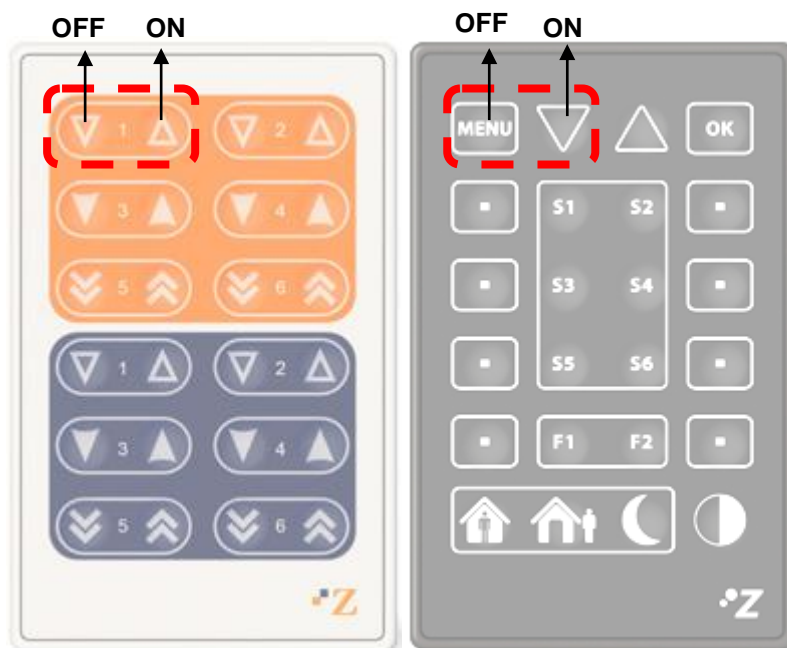 OFF ON
1 2
3 4
5 6
1 2
3 4
5 6
Z
OFF ON
MENU OK
S1 S2
S3 S4
S5 S6
F1 F2
Z